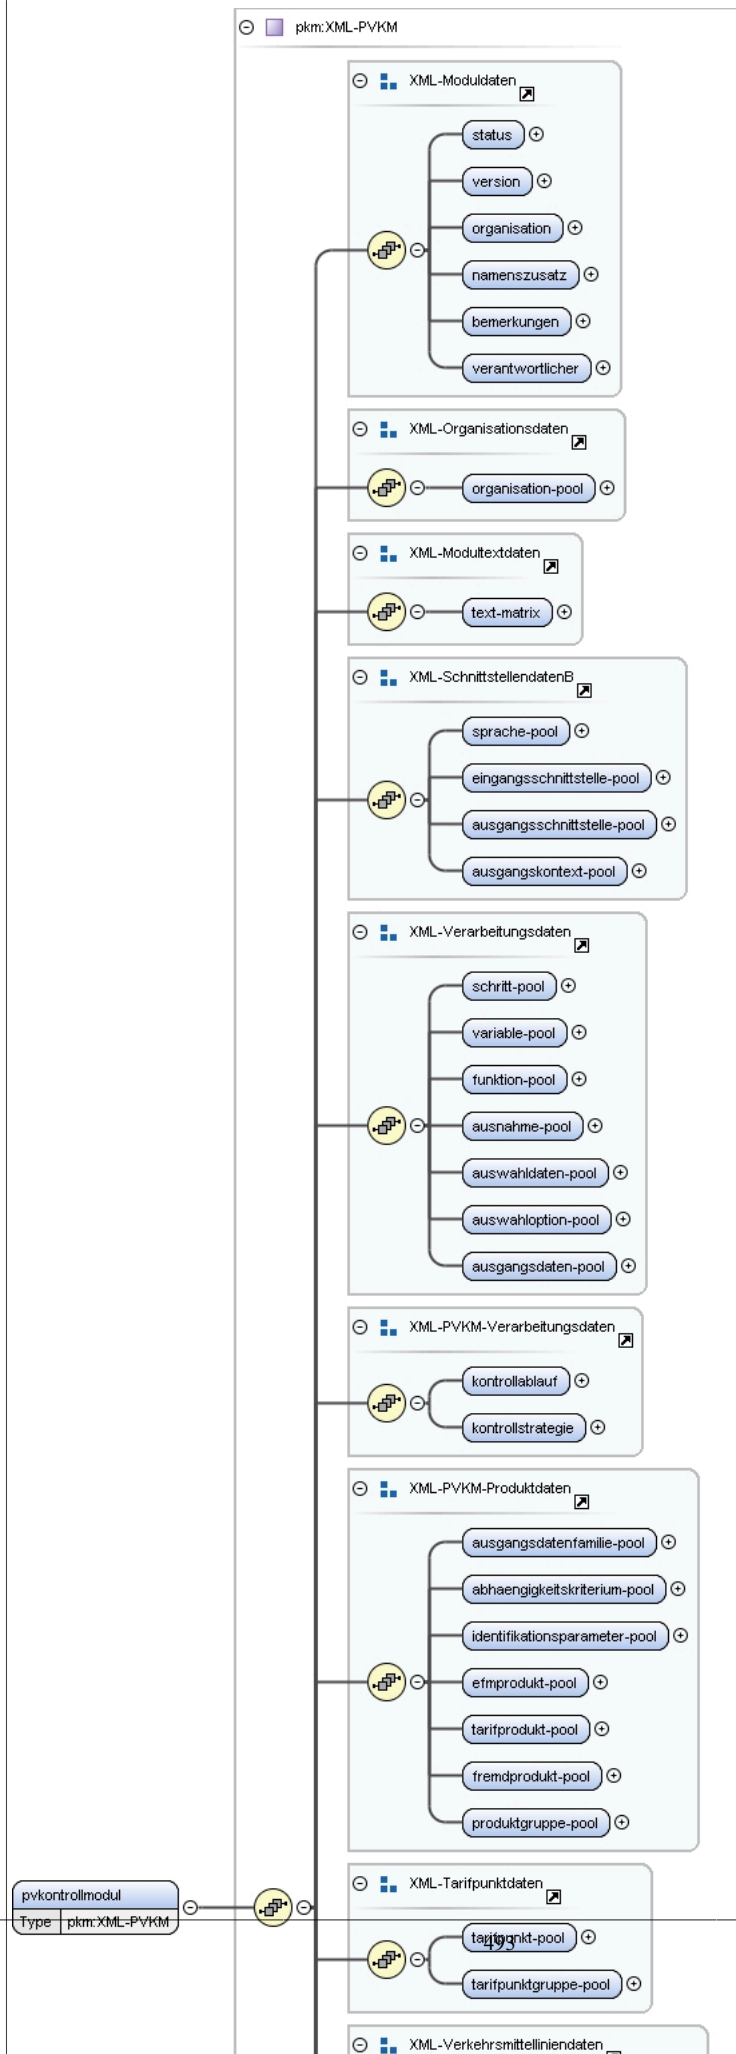 pkm:XML-PVKM
XML-Moduldaten
status
version
organisation
namenszusatz
bemerkungen
verantwortlicher
XML-Organisationsdaten
organisation-pool
XML-Modultextdaten
text-matrix
XML-SchnittstellendatenB
sprache-pool
eingangsschnittstelle-pool
ausgangsschnittstelle-pool
ausgangskontext-pool
XML-Verarbeitungsdaten
schritt-pool
variable-pool
funktion-pool
ausnahme-pool
auswahldaten-pool
auswahloption-pool
ausgangsdaten-pool
XML-PVKM-Verarbeitungsdaten
kontrollablauf
kontrollstrategie
XML-PVKM-Produktdaten
ausgangsdatenfamilie-pool
abhaengigkeitskriterium-pool
identifikationsparameter-pool
efmprodukt-pool
tarifprodukt-pool
fremdprodukt-pool
produktgruppe-pool
XML-Tarifpunktdaten
pvkontrollmodul
Type pkm:XML-PVKM
tarifpunkt-pool
493
tarifpunktgruppe-pool
XML-Verkehrsmittelliniendaten